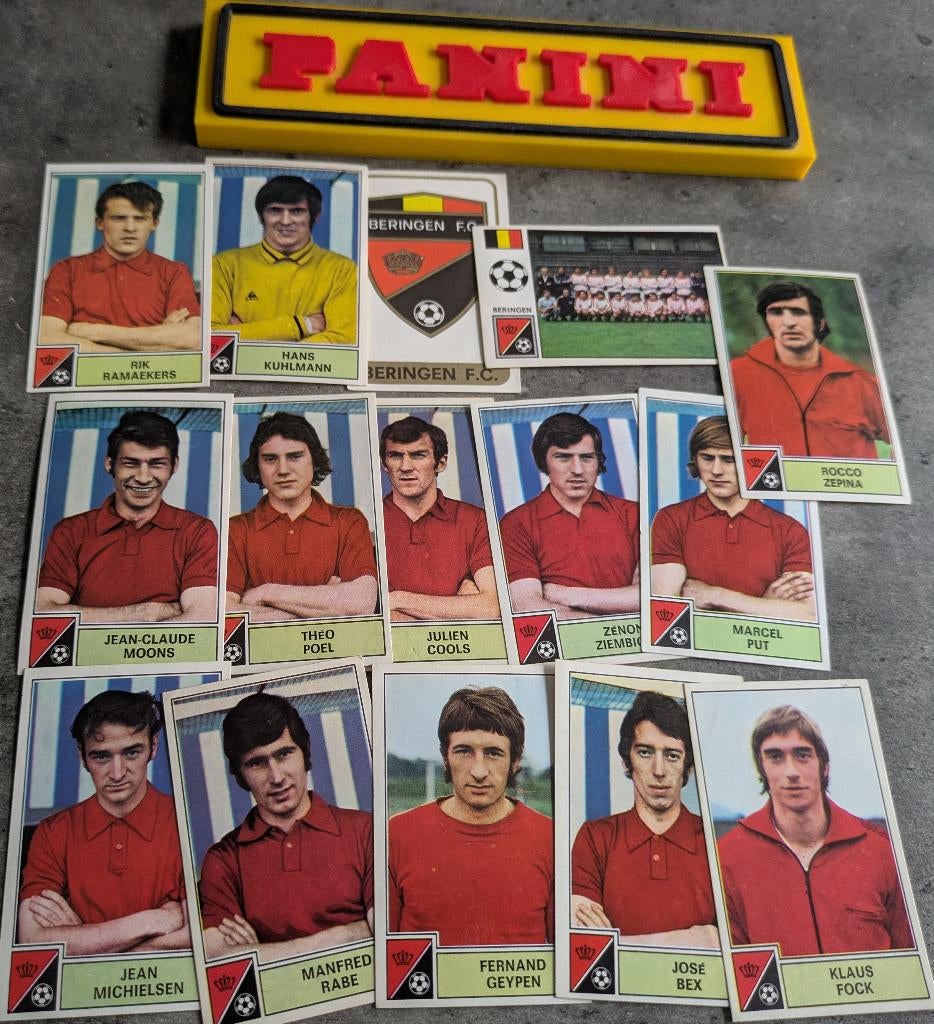 PANINI
RIK
RAMAEKERS
HANS
KUHLMANN
BERINGEN F.C.
BERINGEN F.C.
BERINGEN
ROCCO
ZEPINA
JEAN-CLAUDE
MOONS
THÉO
POEL
JULIEN
COOLS
ZÉNON
ZIEMBIC
MARCEL
PUT
JEAN
MICHIELSEN
MANFRED
RABE
FERNAND
GEYPEN
JOSÉ
BEX
KLAUS
FOCK